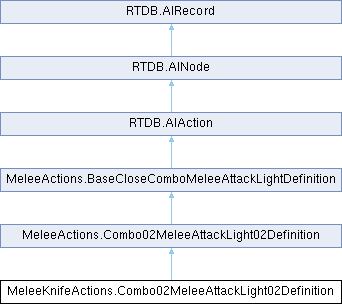 RTDB.AIRecord
RTDB.AINode
RTDB.AIAction
MeleeActions.BaseCloseComboMeleeAttackLightDefinition
MeleeActions.Combo02MeleeAttackLight02Definition
MeleeKnifeActions.Combo02MeleeAttackLight02Definition